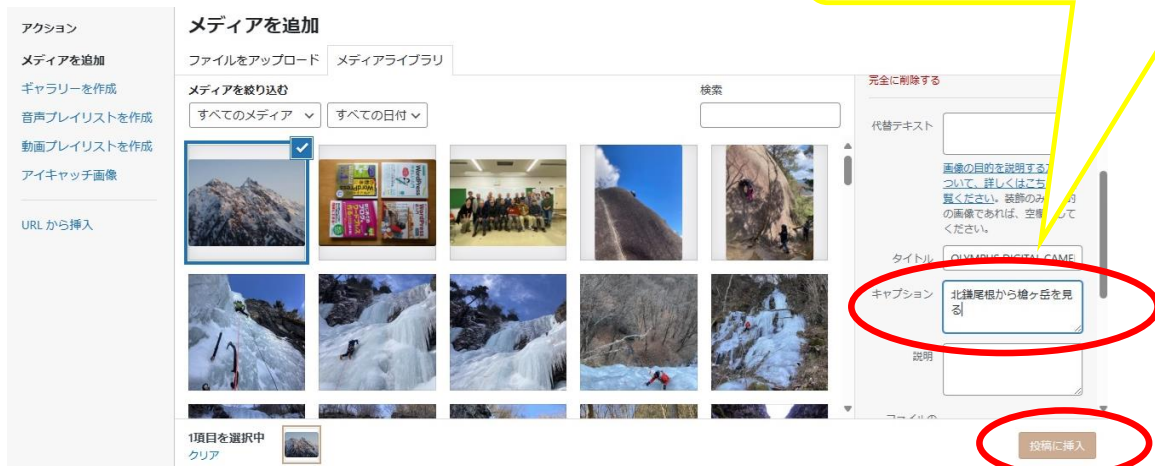 アクション
メディアを追加
ギャラリーを作成
音声プレイリストを作成
動画プレイリストを作成
アイキャッチ画像
URL から挿入
メディアを追加
ファイルをアップロード メディアライブラリ
メディアを絞り込む
すべてのメディア すべての日付
検索
1項目を選択中
クリア
完全に削除する
代替テキスト
画像の目的を説明する
ついて、詳しくはこち
覧ください。装飾のみ
の画像であれば、空欄 して
ください。
タイトル OLYMPUS DIGITAL CAME
キャプション 北鎌尾根から槍ヶ岳を見
る
説明
投稿に挿入